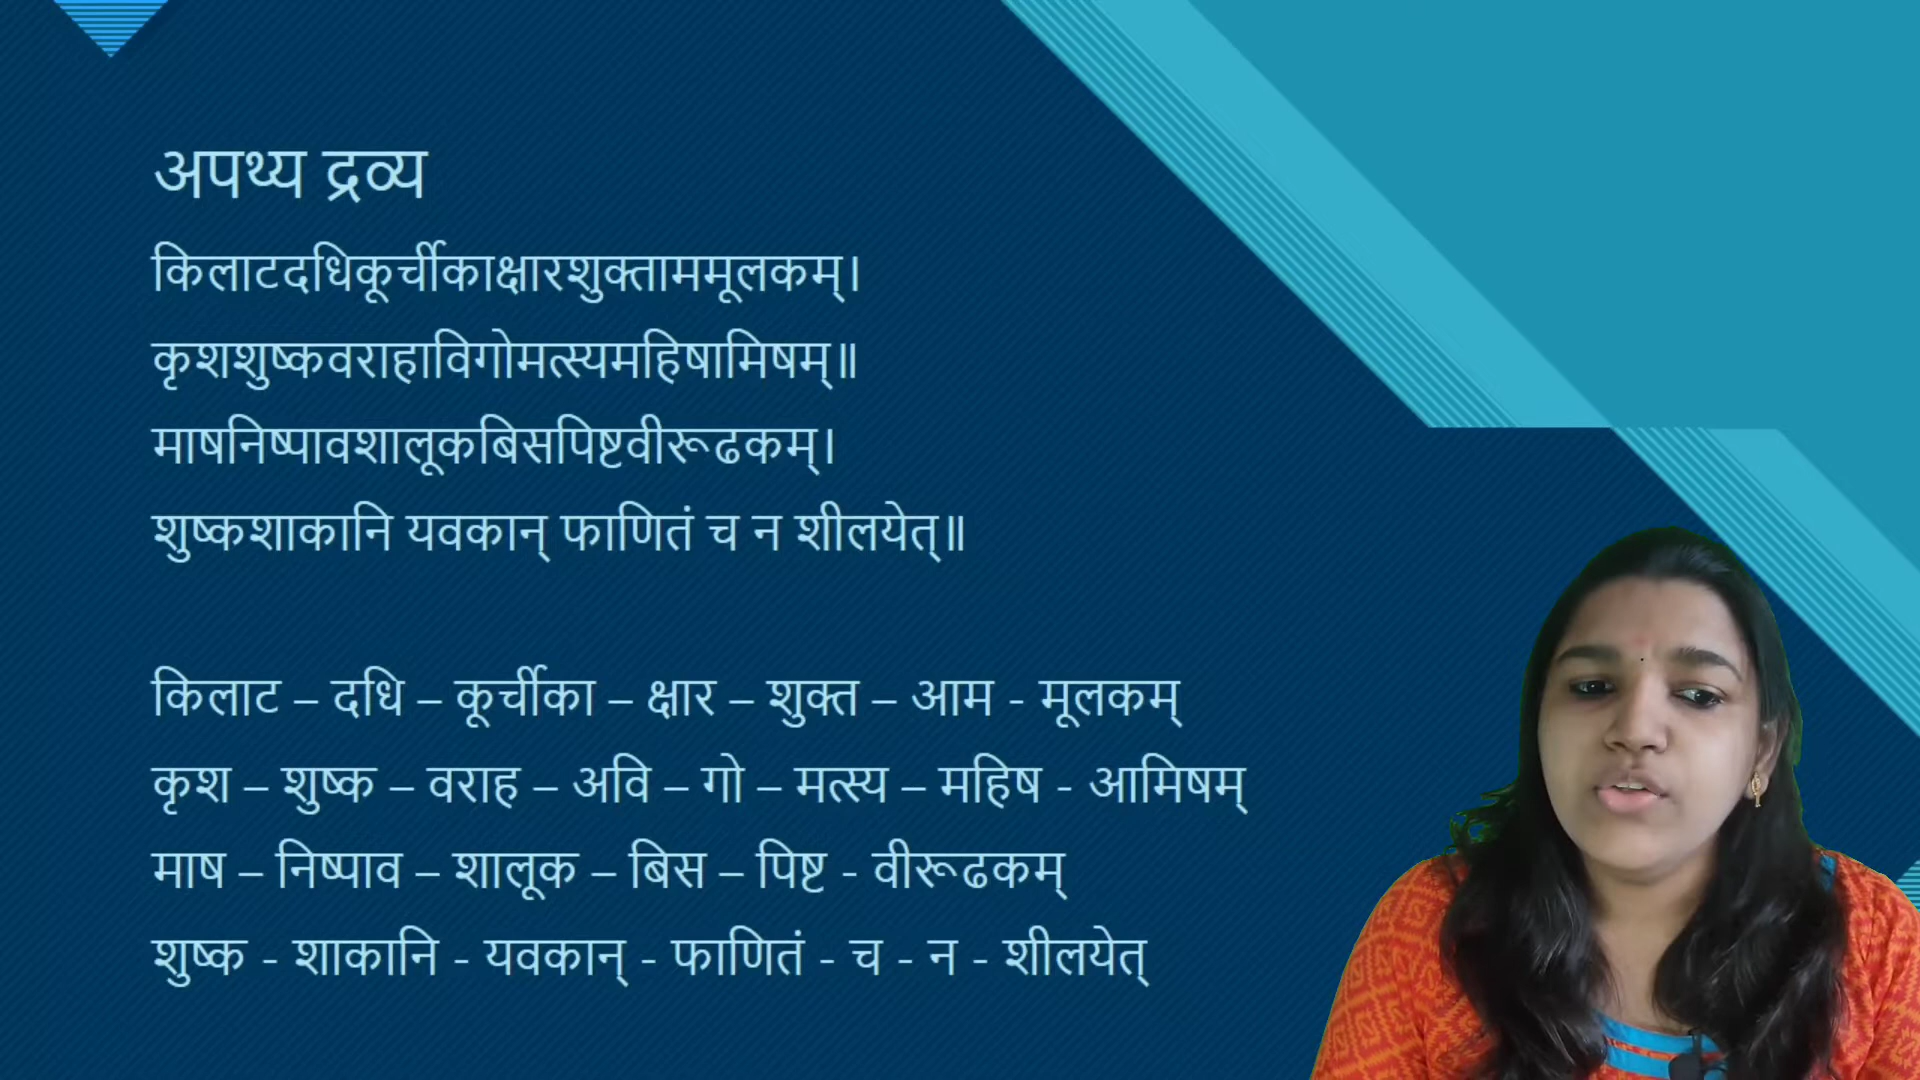 अपथ्य द्रव्य
किलाटदधिकूर्चीकाक्षारशुक्ताममूलकम्।
कृशशुष्कवराहाविगोमत्स्यमहिषामिषम्॥
माषनिष्पावशालूकबिसपिष्टवीरूढकम्।
शुष्कशाकानि यवकान् फाणितं च न शीलयेत्॥
किलाट – दधि – कूर्चीका – क्षार – शुक्त – आम - मूलकम्
कृश – शुष्क – वराह – अवि – गो – मत्स्य – महिष - आमिषम्
माष – निष्पाव – शालूक – बिस – पिष्ट - वीरूढकम्
शुष्क - शाकानि - यवकान् - फाणितं - च - न - शीलयेत्